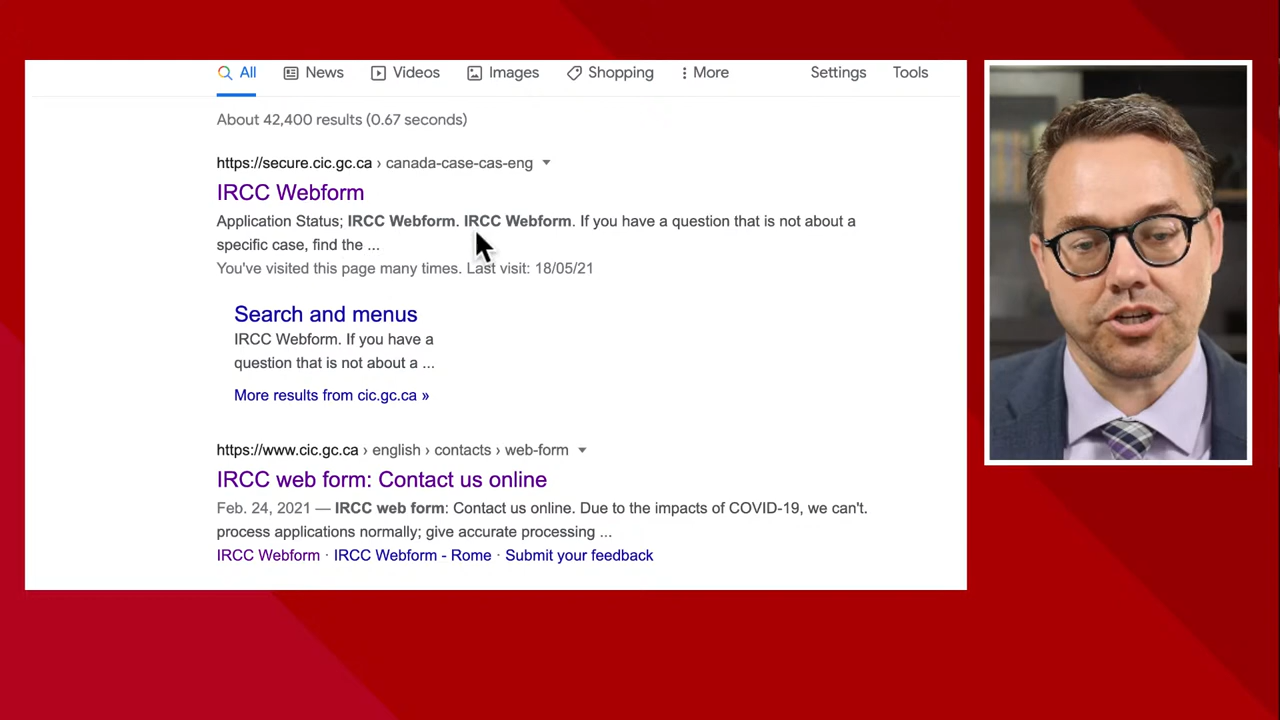 All News Videos Images Shopping More Settings Tools
About 42,400 results (0.67 seconds)
https://secure.cic.gc.ca › canada-case-cas-eng
IRCC Webform
Application Status; IRCC Webform. IRCC Webform. If you have a question that is not about a
specific case, find the ...
You've visited this page many times. Last visit: 18/05/21
Search and menus
IRCC Webform. If you have a
question that is not about a ...
More results from cic.gc.ca »
https://www.cic.gc.ca › english › contacts › web-form
IRCC web form: Contact us online
Feb. 24, 2021 — IRCC web form: Contact us online. Due to the impacts of COVID-19, we can't.
process applications normally; give accurate processing ...
IRCC Webform · IRCC Webform - Rome · Submit your feedback